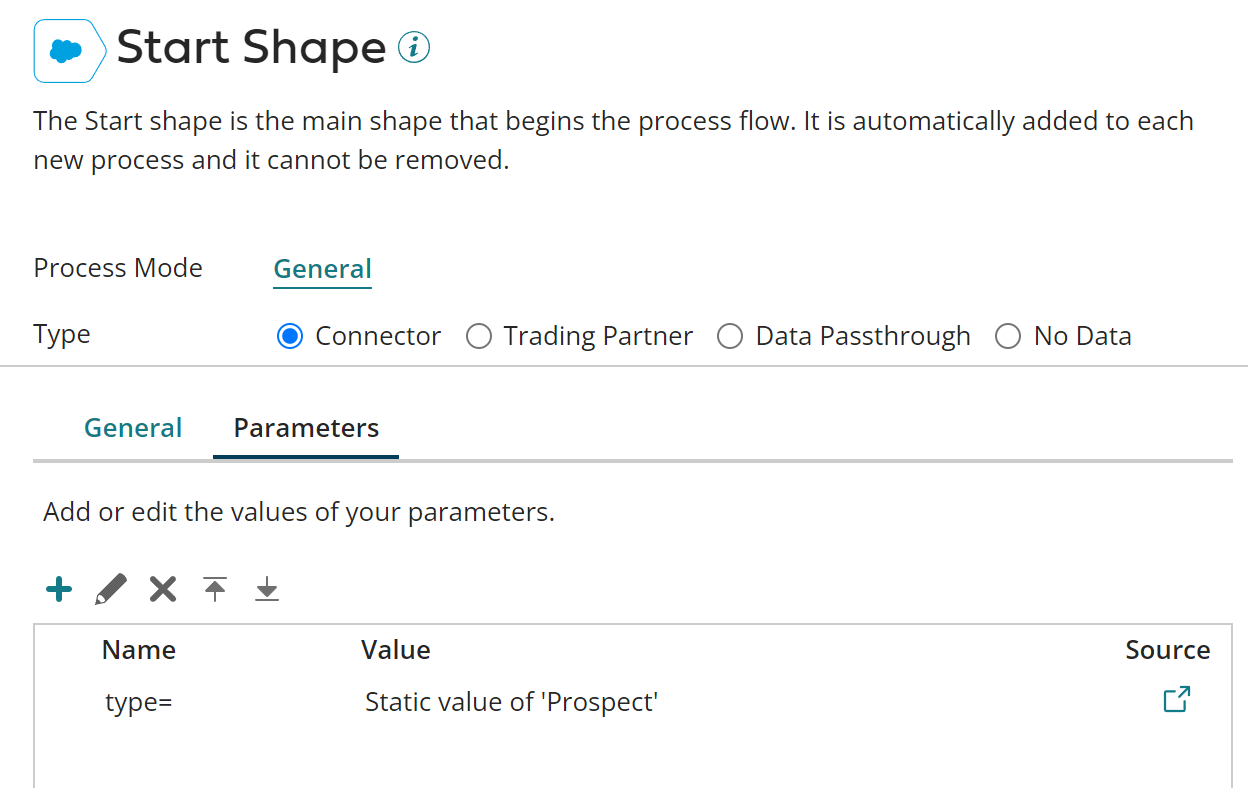 Start Shape i
The Start shape is the main shape that begins the process flow. It is automatically added to each
new process and it cannot be removed.
Process Mode General
Type Connector Trading Partner Data Passthrough No Data
General Parameters
Add or edit the values of your parameters.
Name Value Source
type= Static value of 'Prospect'